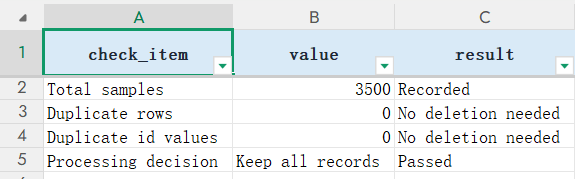 A B C
1 check_item value result
2 Total samples 3500 Recorded
3 Duplicate rows 0 No deletion needed
4 Duplicate id values 0 No deletion needed
5 Processing decision Keep all records Passed